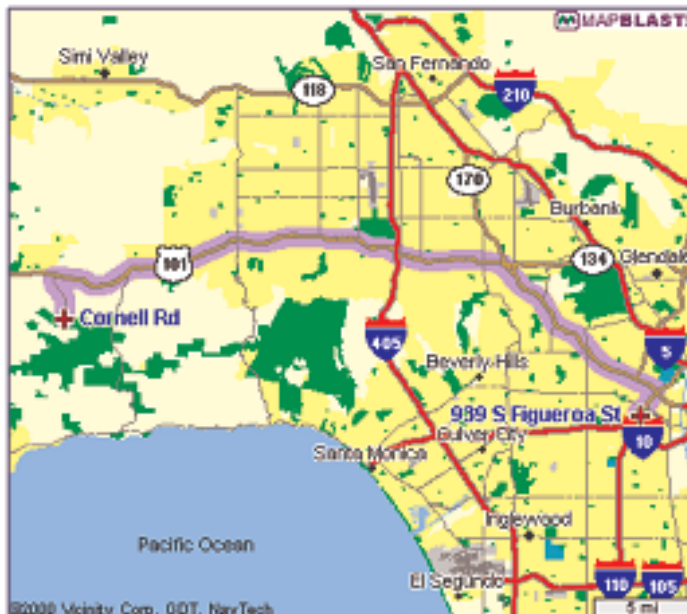 MAPBLAST!
Simi Valley
San Fernando
118
210
170
Burbank
101
134
Glendale
Cornell Rd
405
5
Beverly Hills
939 S Figueroa St
Culver City
10
Santa Monica
Inglewood
Pacific Ocean
El Segundo
110
105
©2000 Vicinity Corp. GDT, NavTech
5 mi